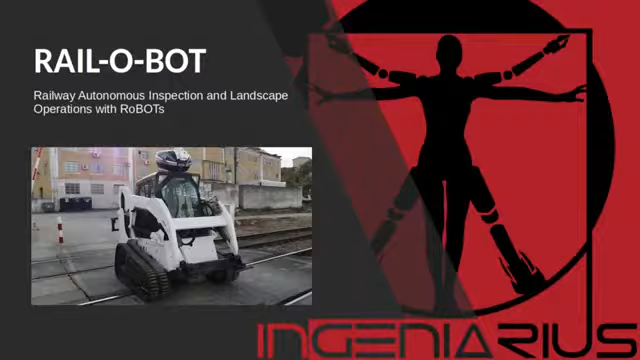 RAIL-O-BOT
Railway Autonomous Inspection and Landscape
Operations with RoBOTs
INGENIARIUS